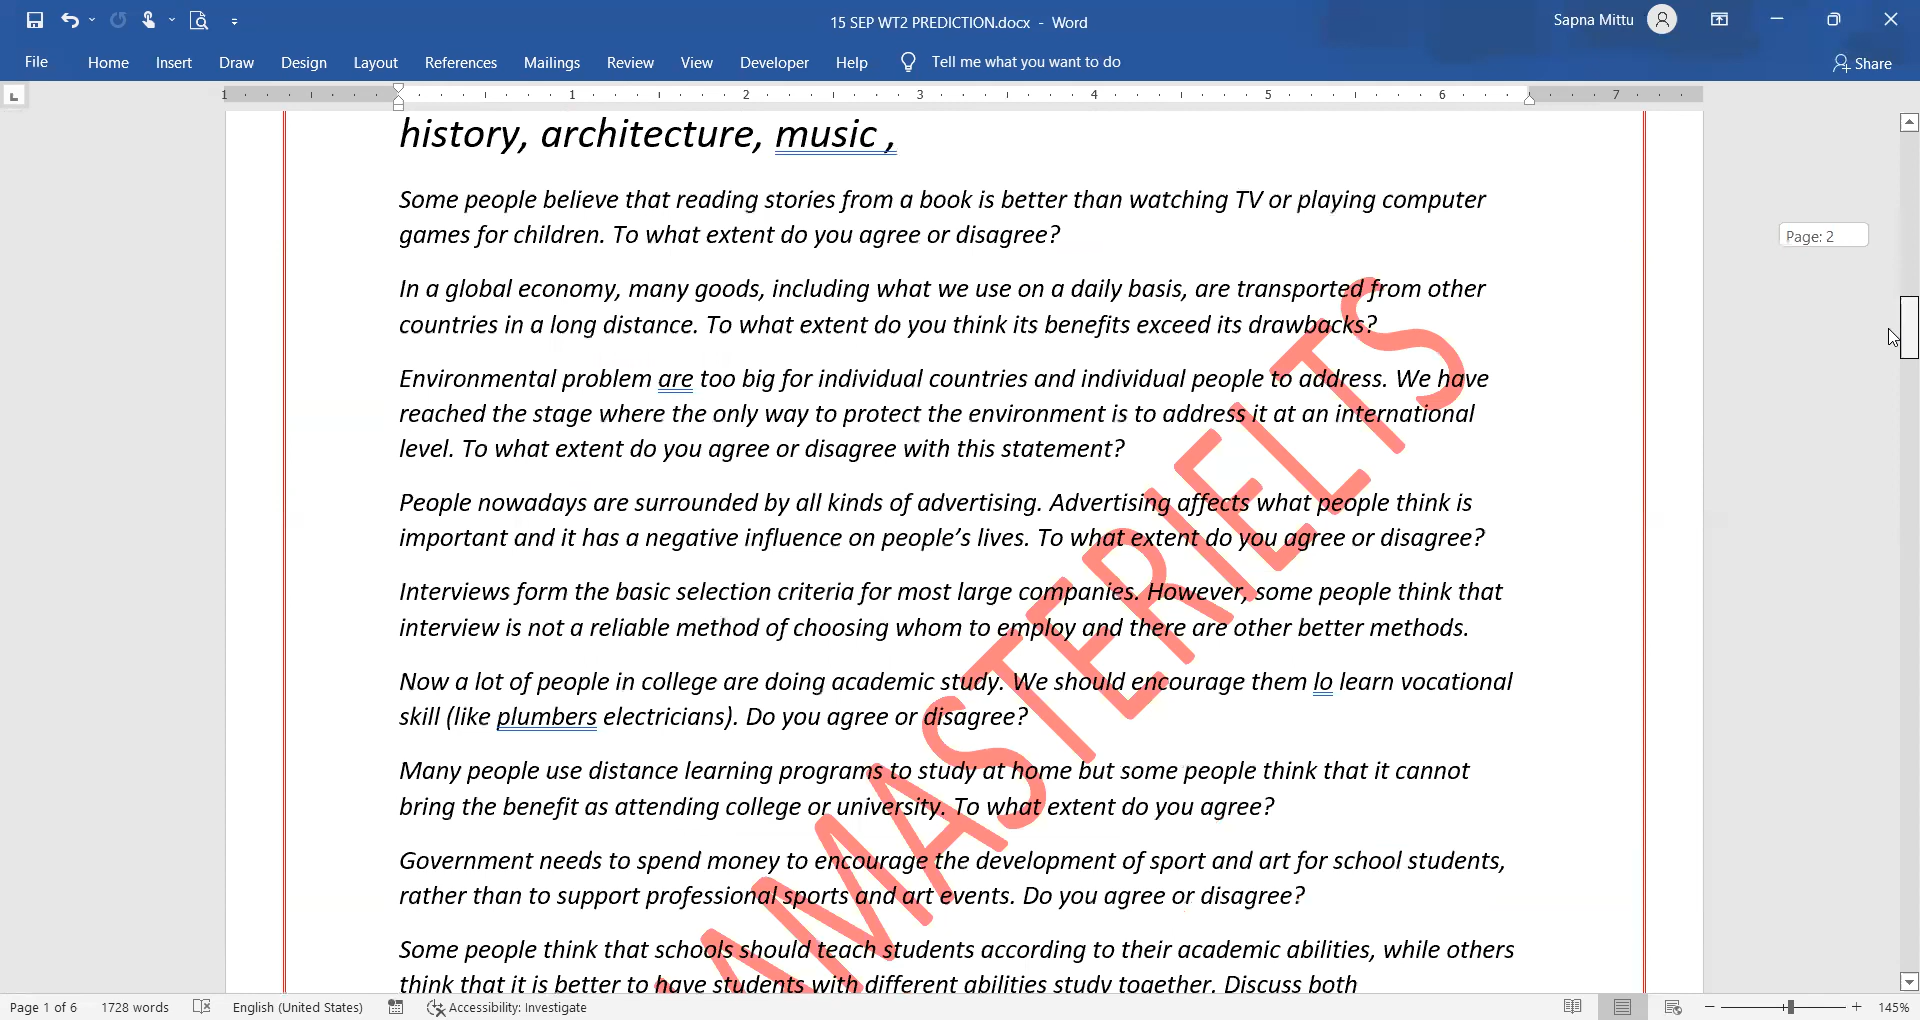 15 SEP WT2 PREDICTION.docx - Word
Sapna Mittu
File Home Insert Draw Design Layout References Mailings Review View Developer Help Tell me what you want to do Share
1 1 2 3 4 5 6 7
history, architecture, music ,
Some people believe that reading stories from a book is better than watching TV or playing computer
games for children. To what extent do you agree or disagree?
Page: 2
In a global economy, many goods, including what we use on a daily basis, are transported from other
countries in a long distance. To what extent do you think its benefits exceed its drawbacks?
Environmental problem are too big for individual countries and individual people to address. We have
reached the stage where the only way to protect the environment is to address it at an international
level. To what extent do you agree or disagree with this statement?
People nowadays are surrounded by all kinds of advertising. Advertising affects what people think is
important and it has a negative influence on people’s lives. To what extent do you agree or disagree?
Interviews form the basic selection criteria for most large companies. However, some people think that
interview is not a reliable method of choosing whom to employ and there are other better methods.
Now a lot of people in college are doing academic study. We should encourage them lo learn vocational
skill (like plumbers electricians). Do you agree or disagree?
Many people use distance learning programs to study at home but some people think that it cannot
bring the benefit as attending college or university. To what extent do you agree?
Government needs to spend money to encourage the development of sport and art for school students,
rather than to support professional sports and art events. Do you agree or disagree?
Some people think that schools should teach students according to their academic abilities, while others
think that it is better to have students with different abilities study together. Discuss both
AMASTERIELTS
Page 1 of 6 1728 words English (United States) Accessibility: Investigate 145%